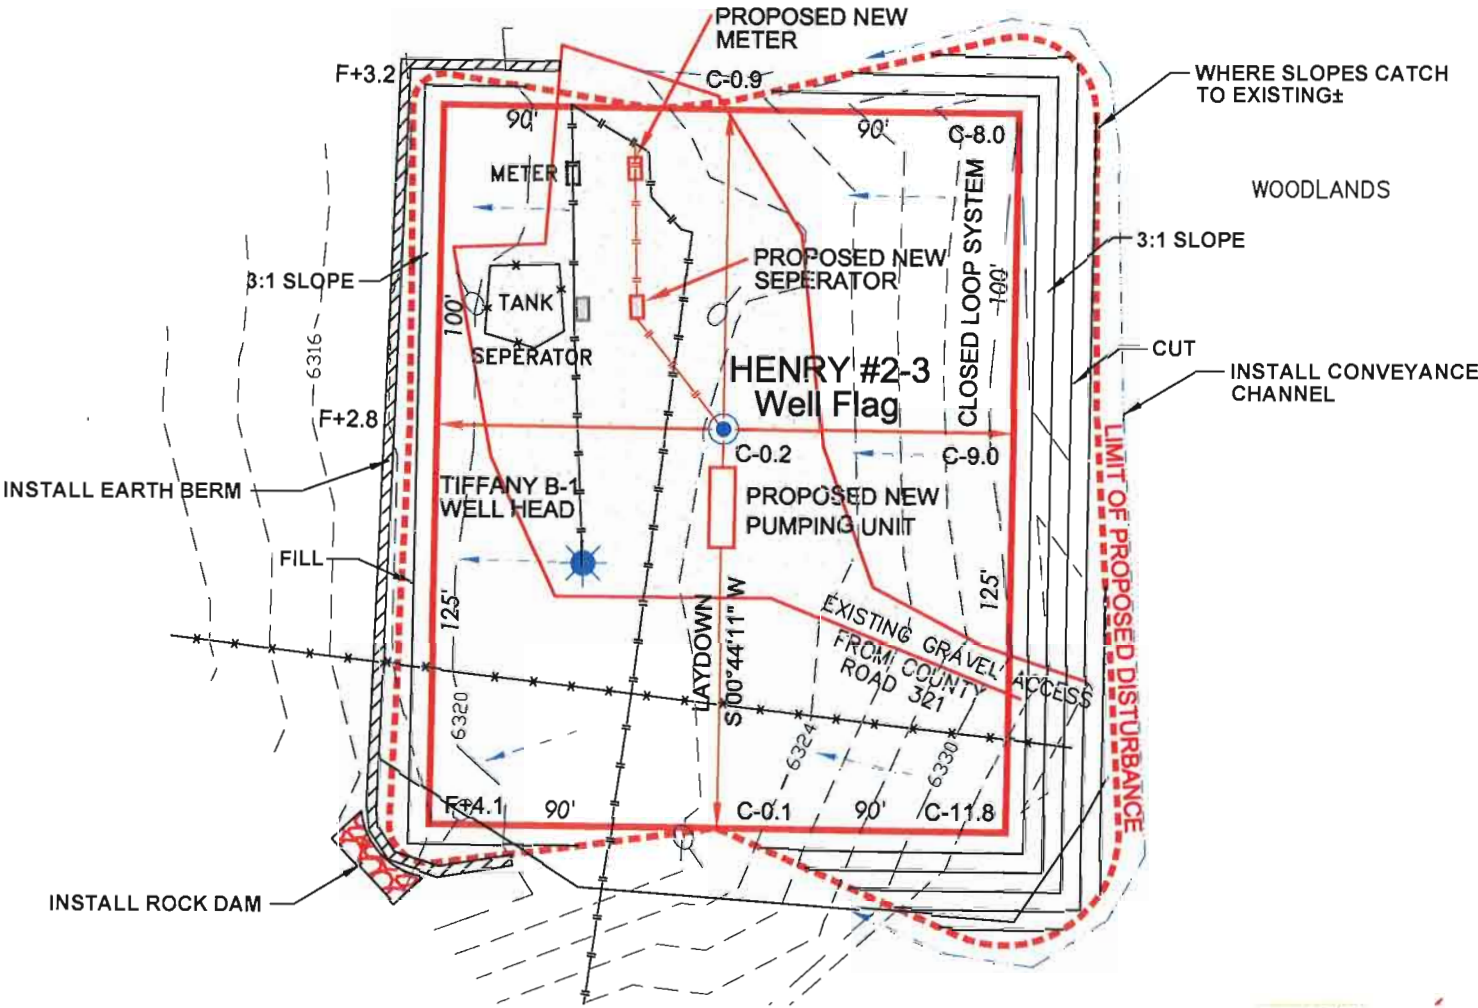 PROPOSED NEW
METER
F+3.2
C-0.9
WHERE SLOPES CATCH
TO EXISTING±
90'
90'
C-8.0
METER
WOODLANDS
CLOSED LOOP SYSTEM
3:1 SLOPE
PROPOSED NEW
SEPERATOR
3:1 SLOPE
100'
TANK
100'
SEPERATOR
6316
HENRY #2-3
Well Flag
CUT
INSTALL CONVEYANCE
CHANNEL
F+2.8
C-0.2
C-9.0
LIMIT OF PROPOSED DISTURBANCE
INSTALL EARTH BERM
TIFFANY B-1
WELL HEAD
PROPOSED NEW
PUMPING UNIT
FILL
125'
125'
LAYDOWN
S 00°44'11" W
EXISTING GRAVEL ACCESS
FROM COUNTY
ROAD 321
6320
6324
6330
F+4.1
90'
C-0.1
90'
C-11.8
INSTALL ROCK DAM